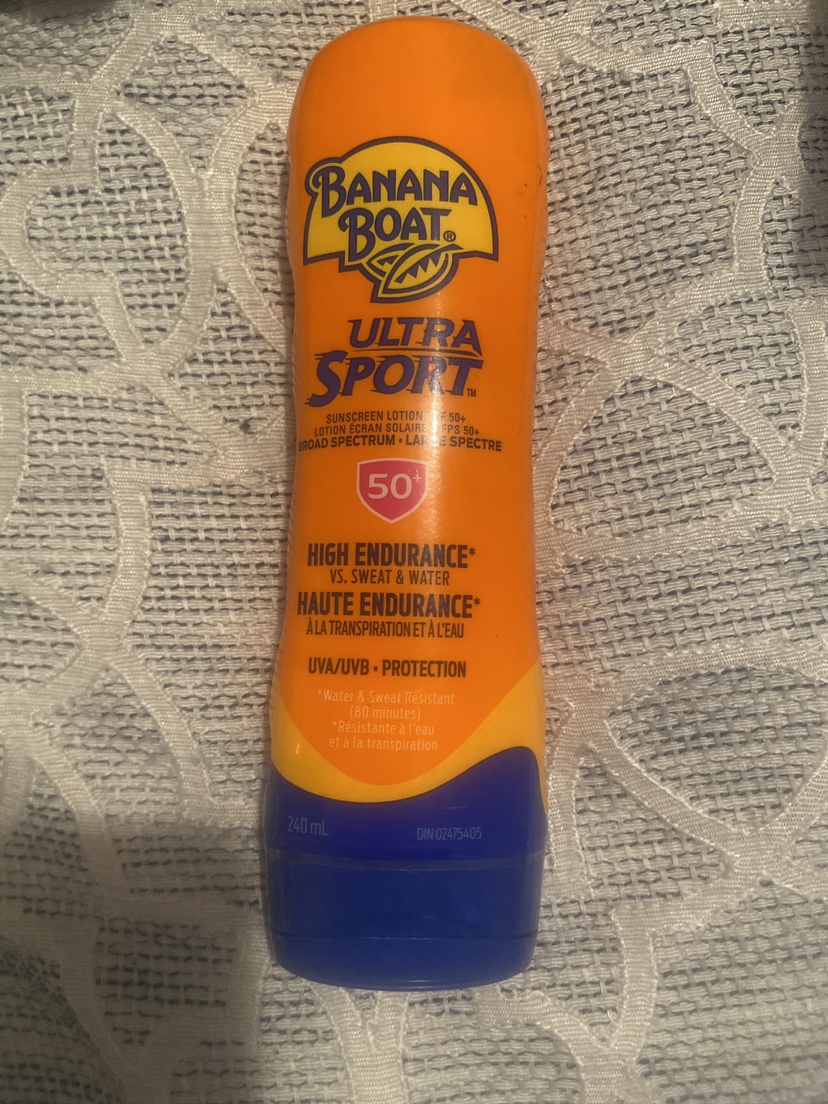 BANANA
BOAT®
ULTRA
SPORT™
SUNSCREEN LOTION 50+
LOTION ÉCRAN SOLAIRE FPS 50+
BROAD SPECTRUM • LARGE SPECTRE
50+
HIGH ENDURANCE*
VS. SWEAT & WATER
HAUTE ENDURANCE*
À LA TRANSPIRATION ET À L'EAU
UVA/UVB • PROTECTION
*Water & Sweat Resistant
(80 minutes)
*Résistante à l'eau
et à la transpiration
240 mL
DIN 02475405